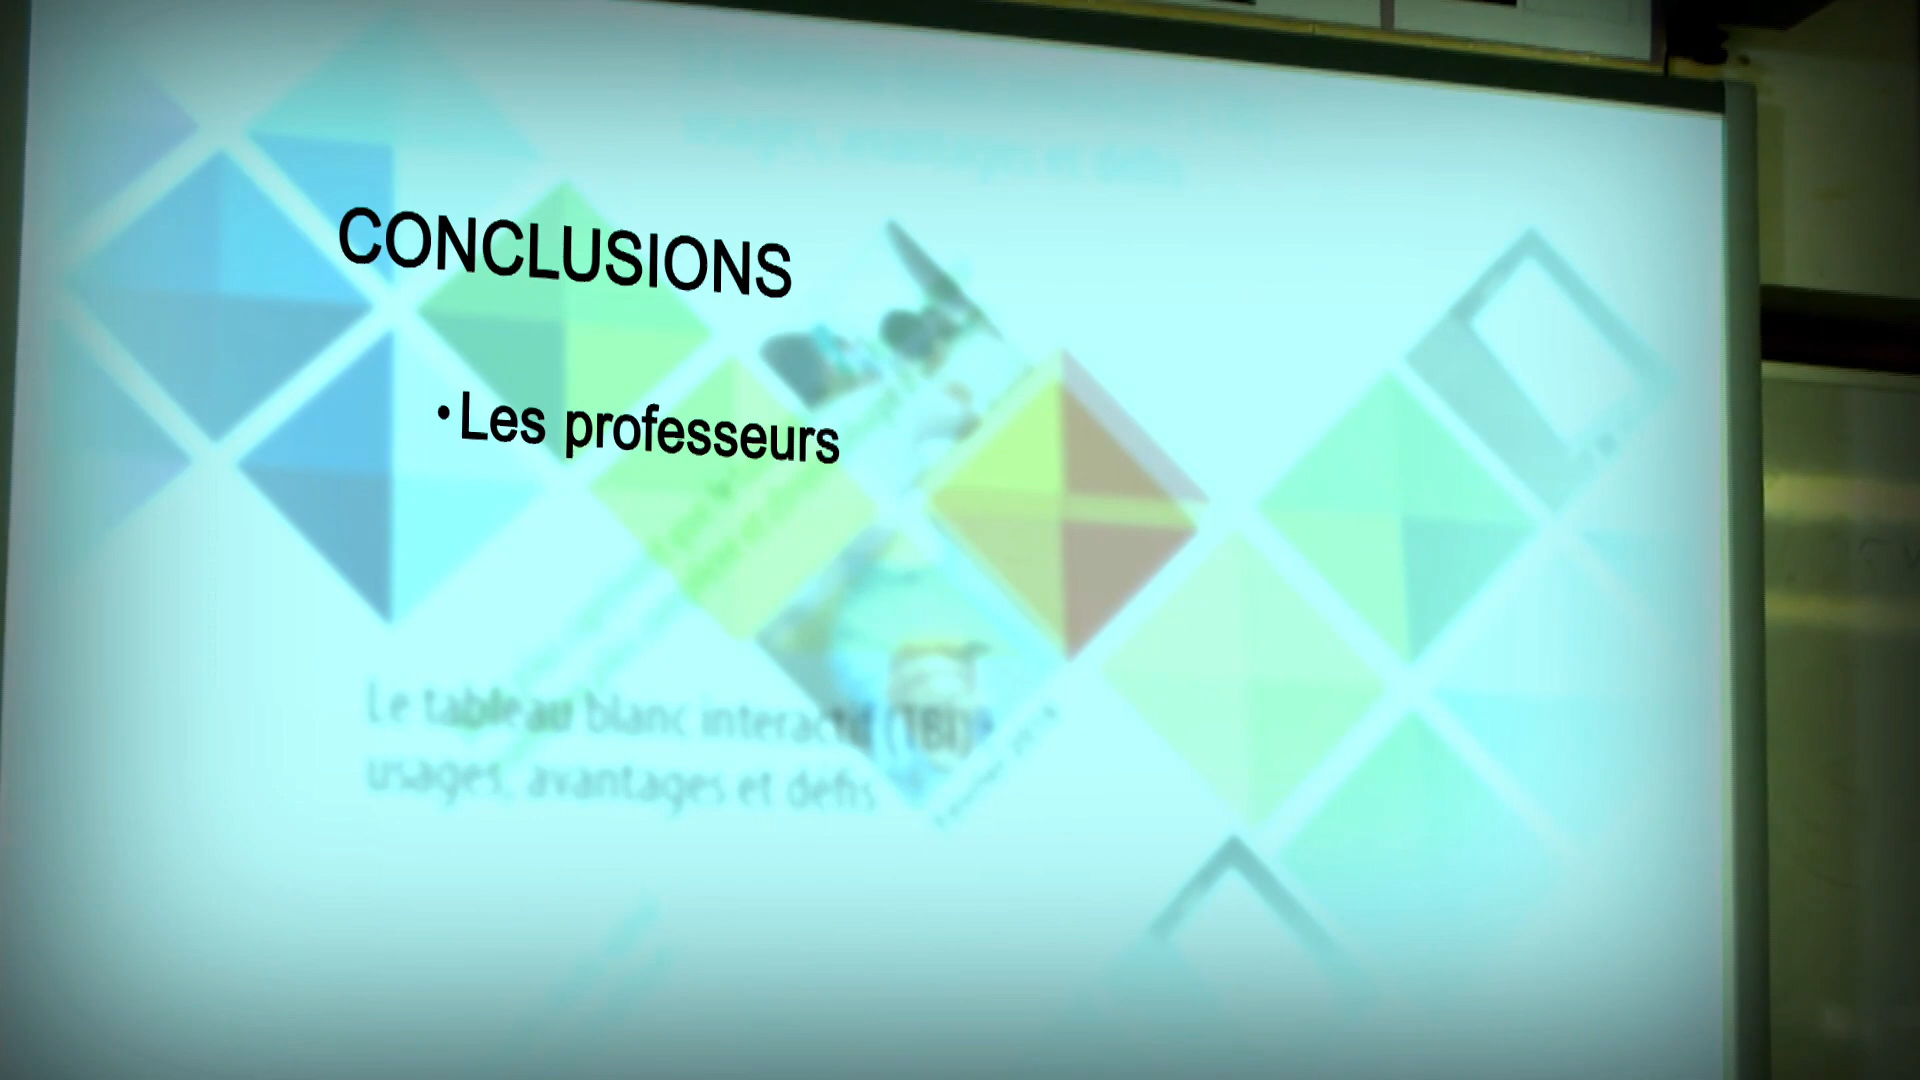 CONCLUSIONS
• Les professeurs
Le tableau blanc interactif (TBI)
usages, avantages et défis